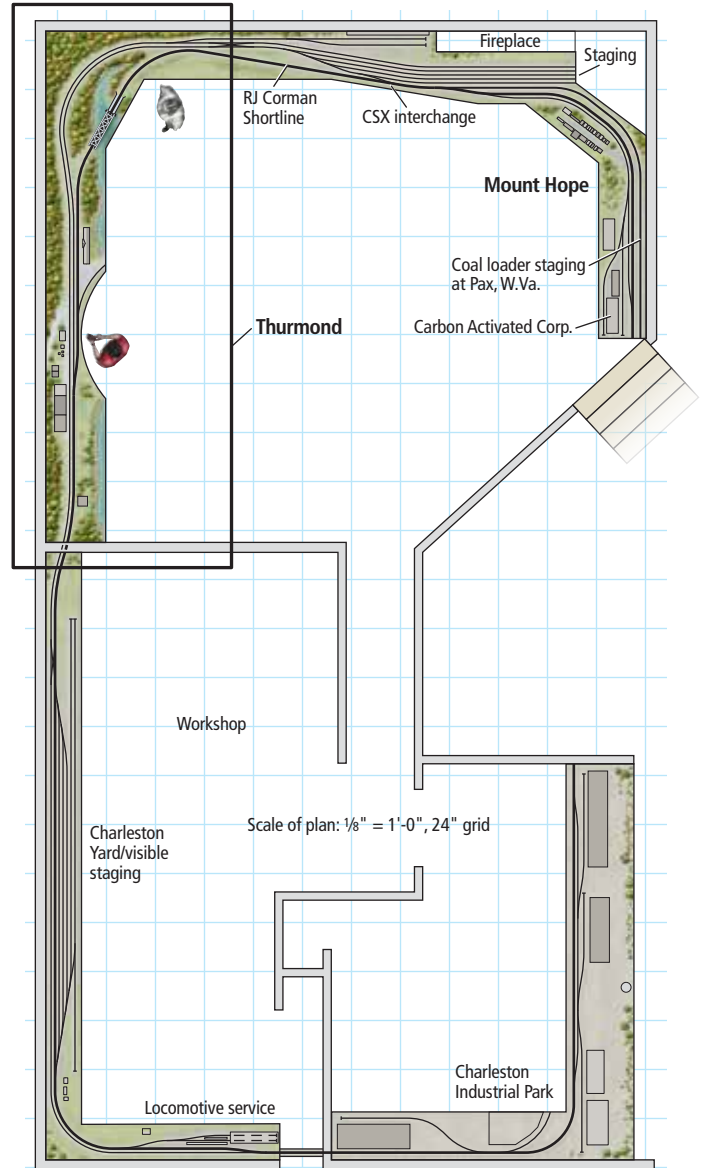 Fireplace
Staging
RJ Corman
Shortline
CSX interchange
Mount Hope
Coal loader staging
at Pax, W.Va.
Carbon Activated Corp.
Thurmond
Workshop
Scale of plan: 1/8" = 1'-0", 24" grid
Charleston
Yard/visible
staging
Charleston
Industrial Park
Locomotive service